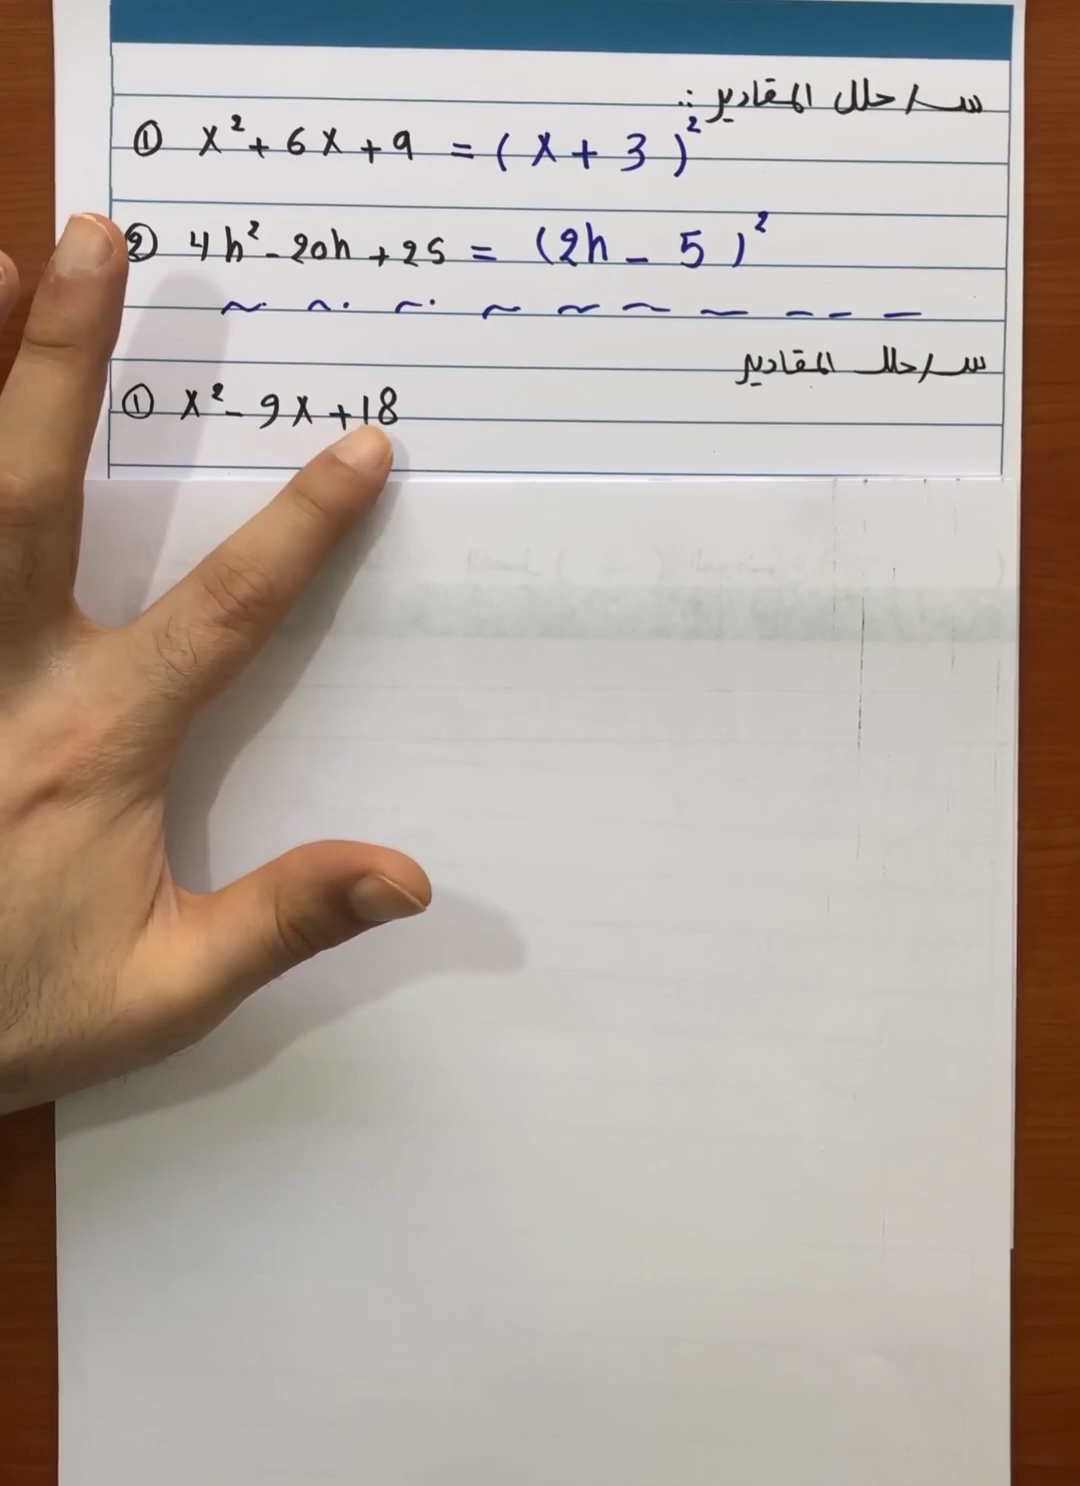 س/ حلل المقادير :
① x² + 6x + 9 = (x + 3)²
② 4h² - 20h + 25 = (2h - 5)²
س/ حلل المقادير
① x² - 9x + 18